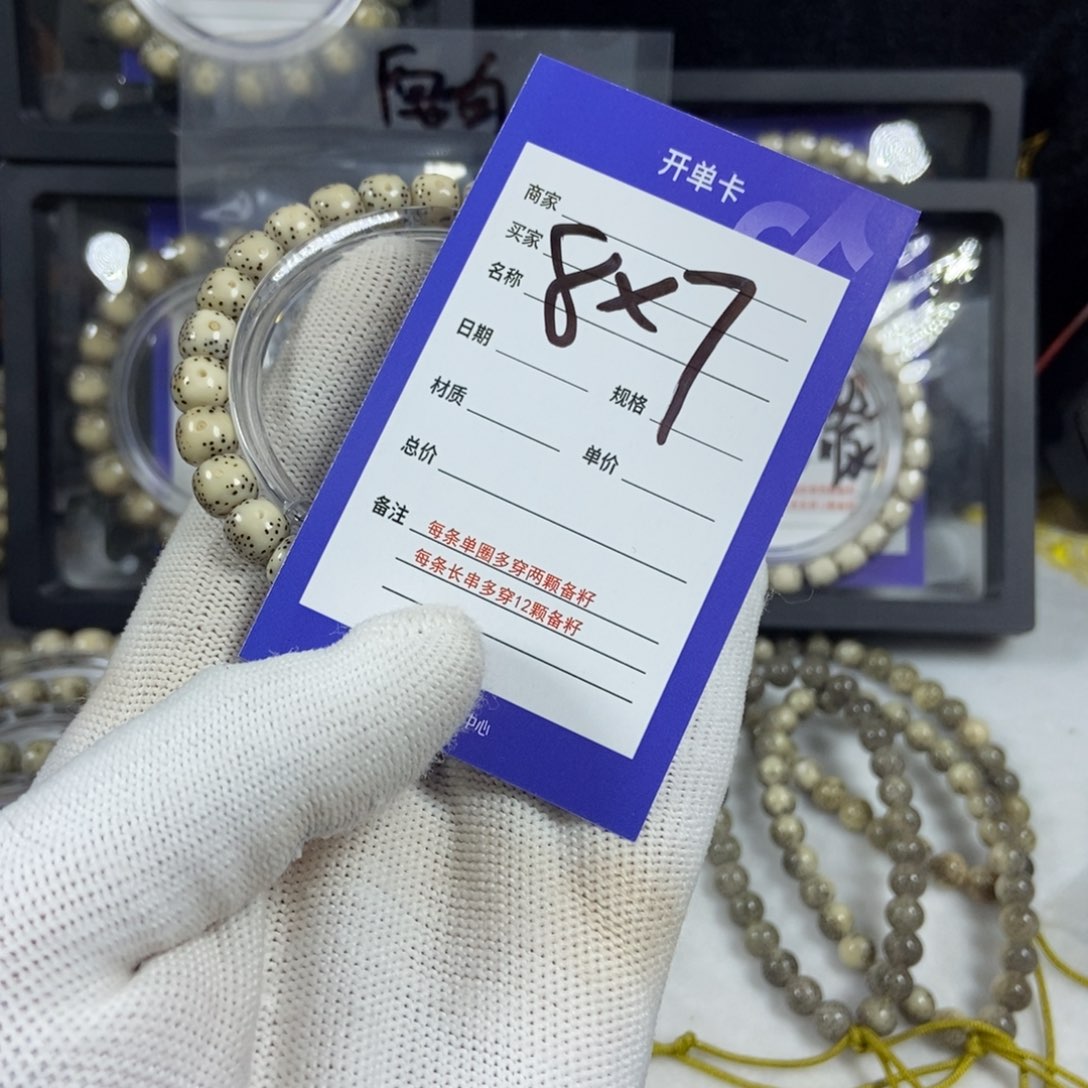 开单卡
商家
买家
8x7
名称
日期
规格
材质
单价
总价
备注
每条单圈多穿两颗备籽
每条长串多穿12颗备籽
中心